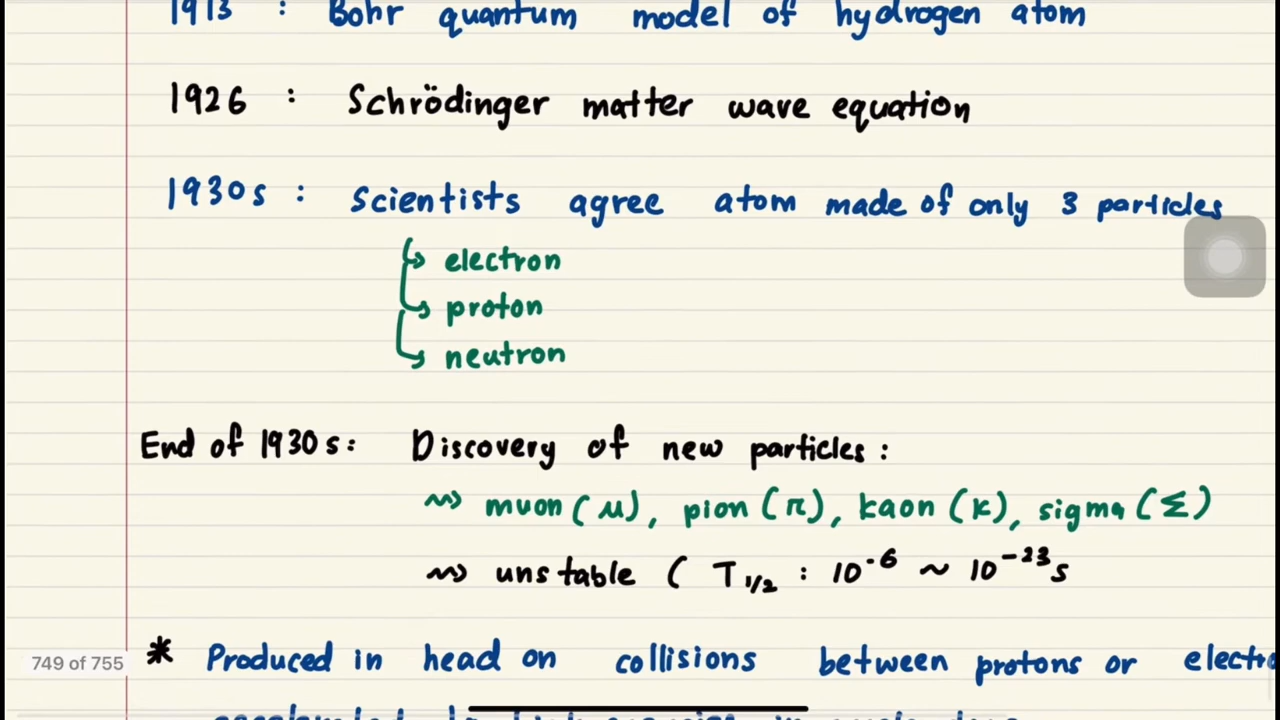 1913 : Bohr quantum model of hydrogen atom
1926 : Schrödinger matter wave equation
1930s : Scientists agree atom made of only 3 particles
electron
proton
neutron
End of 1930s: Discovery of new particles :
muon (μ), pion (π), kaon (K), sigma (Σ)
unstable ( T1/2 : 10^-6 ~ 10^-23 s
749 of 755
* Produced in head on collisions between protons or electro